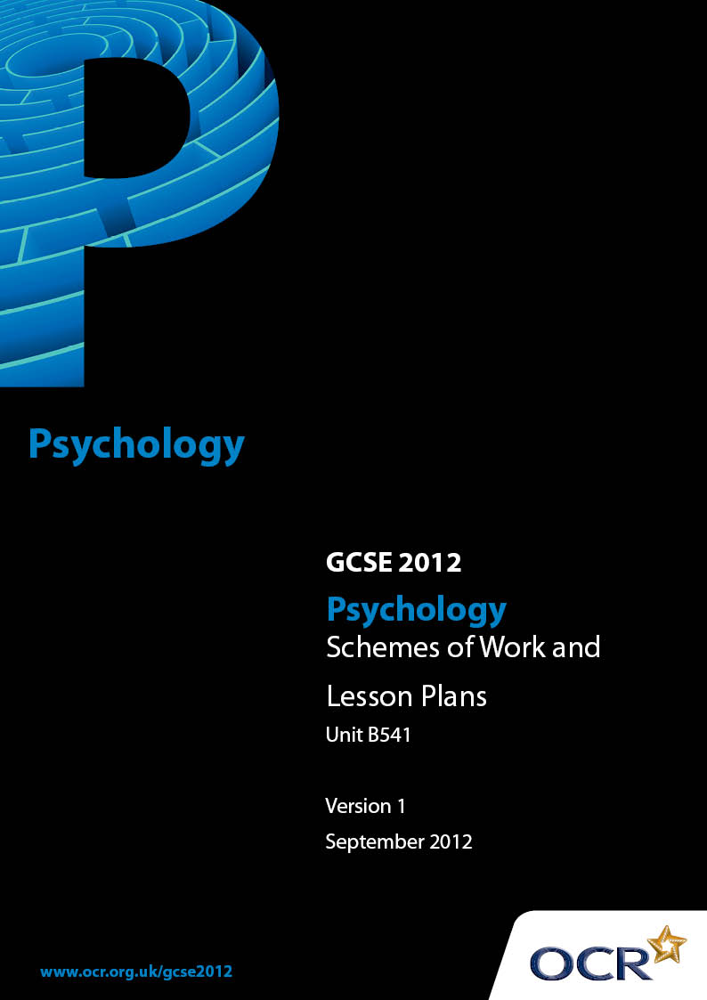 P
Psychology
GCSE 2012
Psychology
Schemes of Work and
Lesson Plans
Unit B541
Version 1
September 2012
www.ocr.org.uk/gcse2012
OCR